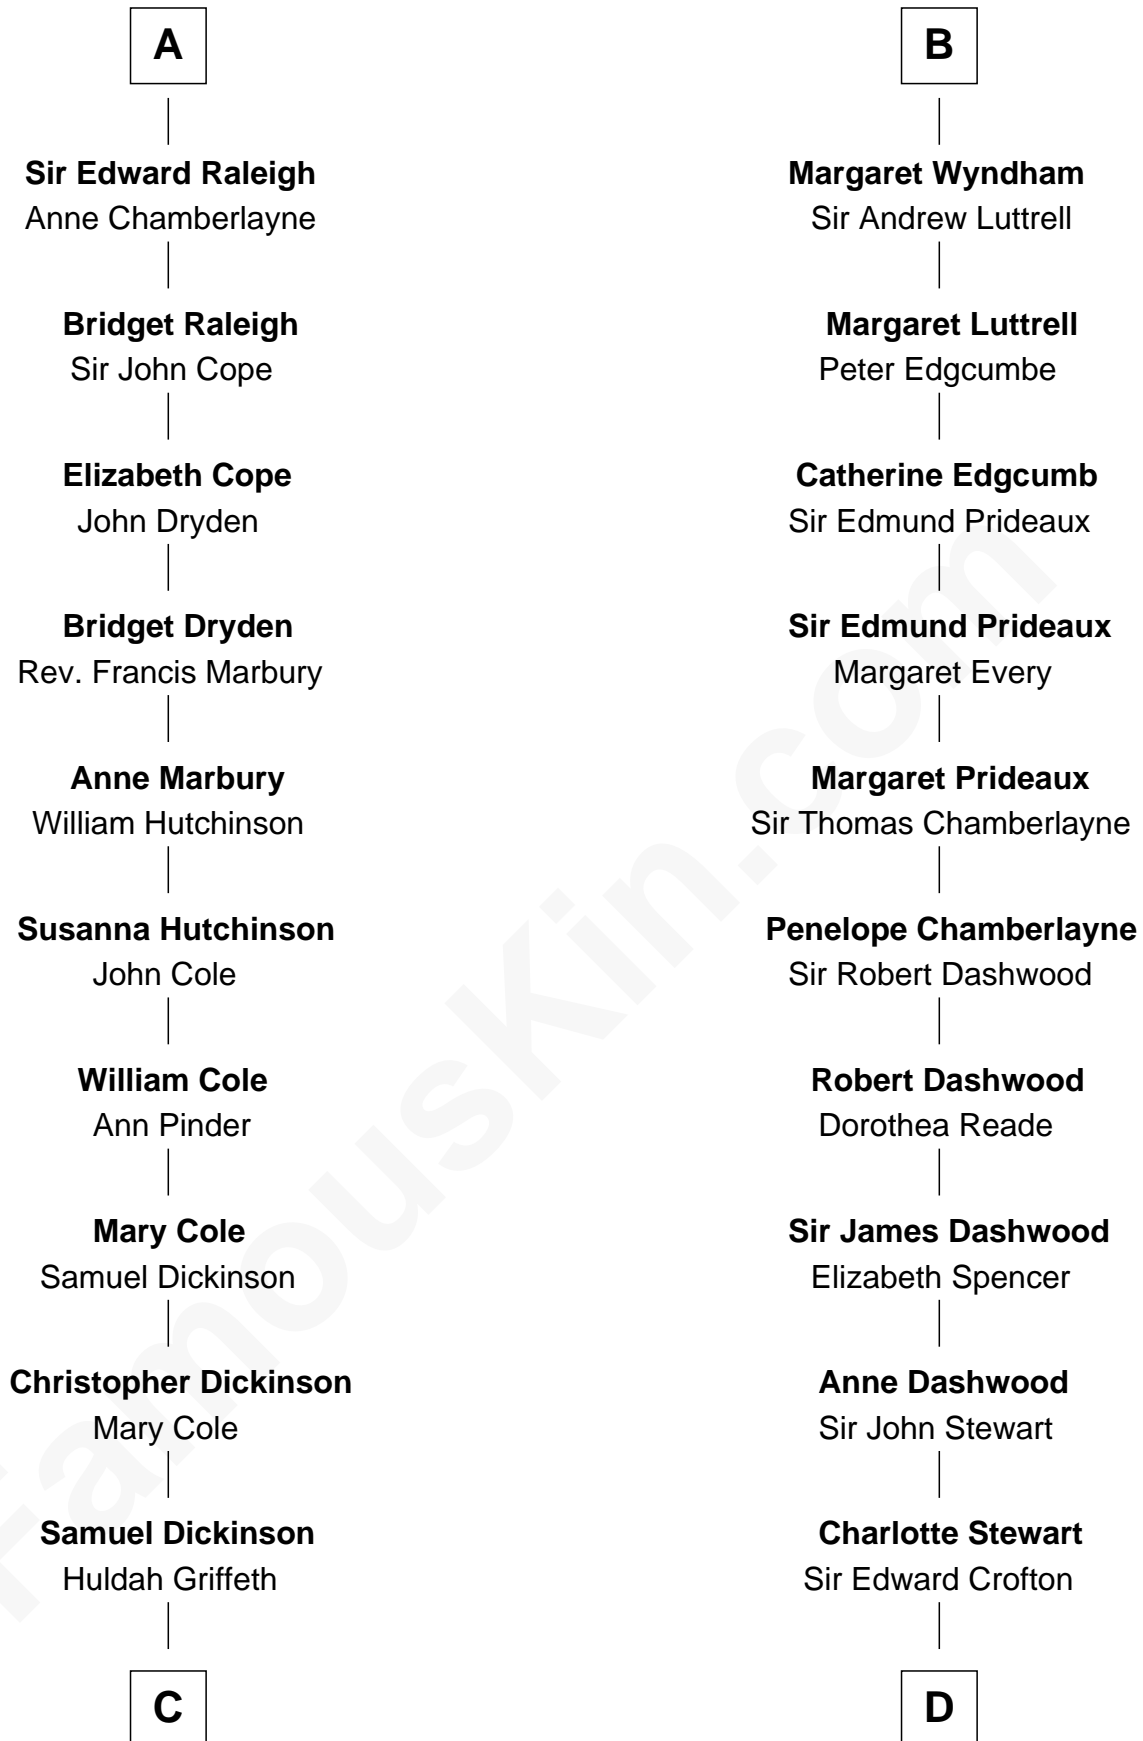 A
Sir Edward Raleigh
Anne Chamberlayne
Bridget Raleigh
Sir John Cope
Elizabeth Cope
John Dryden
Bridget Dryden
Rev. Francis Marbury
Anne Marbury
William Hutchinson
Susanna Hutchinson
John Cole
William Cole
Ann Pinder
Mary Cole
Samuel Dickinson
Christopher Dickinson
Mary Cole
Samuel Dickinson
Huldah Griffeth
C
B
Margaret Wyndham
Sir Andrew Luttrell
Margaret Luttrell
Peter Edgcumbe
Catherine Edgcumb
Sir Edmund Prideaux
Sir Edmund Prideaux
Margaret Every
Margaret Prideaux
Sir Thomas Chamberlayne
Penelope Chamberlayne
Sir Robert Dashwood
Robert Dashwood
Dorothea Reade
Sir James Dashwood
Elizabeth Spencer
Anne Dashwood
Sir John Stewart
Charlotte Stewart
Sir Edward Crofton
D
FamousKin.com